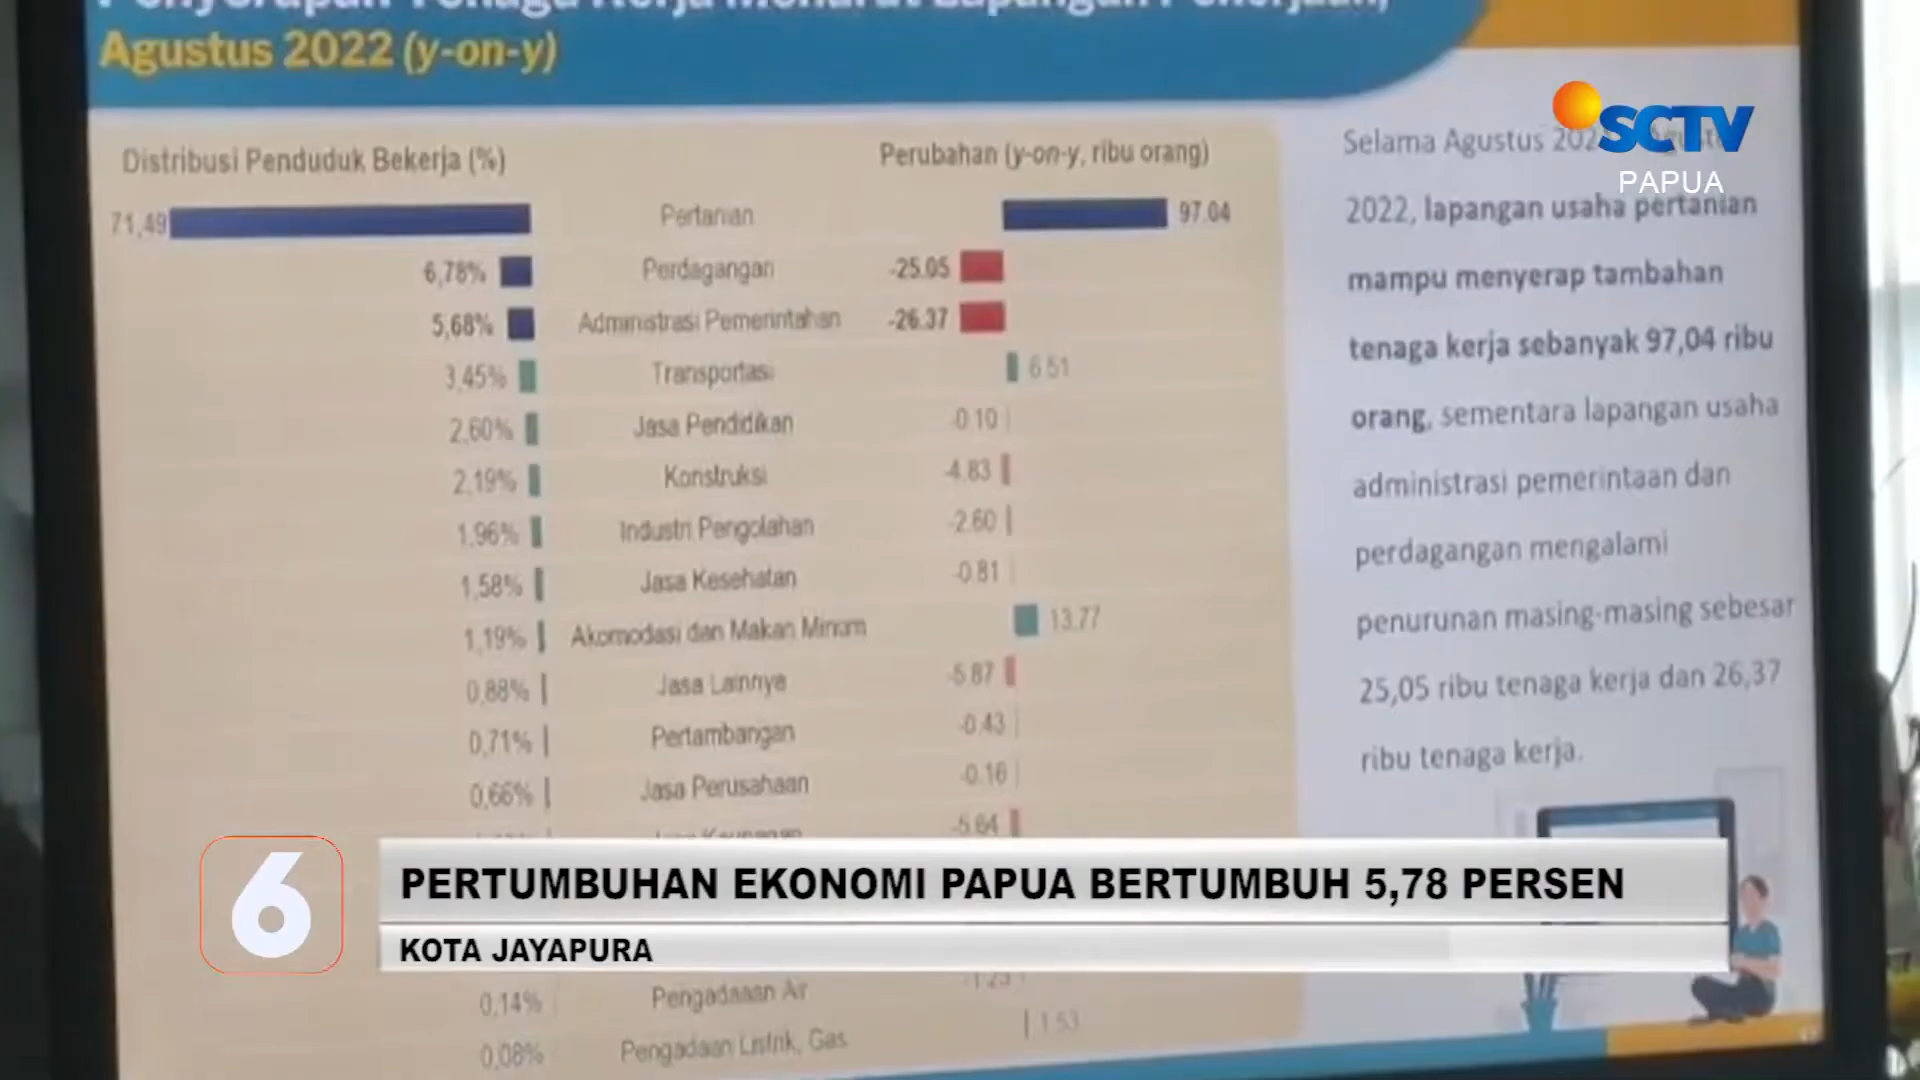 Penyerapan Tenaga Kerja Menurut Lapangan Pekerjaan,
Agustus 2022 (y-on-y)
SCTV
PAPUA
Distribusi Penduduk Bekerja (%)
Perubahan (y-on-y, ribu orang)
71,49 Pertanian 97.04
6,78% Perdagangan -25.05
5,68% Administrasi Pemerintahan -26.37
3,45% Transportasi 6.51
2,60% Jasa Pendidikan -0.10
2,19% Konstruksi -4.83
1,96% Industri Pengolahan -2.60
1,58% Jasa Kesehatan -0.81
1,19% Akomodasi dan Makan Minum 13.77
0,88% Jasa Lainnya -5.87
0,71% Pertambangan -0.43
0,66% Jasa Perusahaan -0.16
-5.64
0,14% Pengadaaan Air
0,08% Pengadaan Listrik, Gas 1.53
Selama Agustus
2022, lapangan usaha pertanian
mampu menyerap tambahan
tenaga kerja sebanyak 97,04 ribu
orang, sementara lapangan usaha
administrasi pemerintaan dan
perdagangan mengalami
penurunan masing-masing sebesar
25,05 ribu tenaga kerja dan 26,37
ribu tenaga kerja.
6
PERTUMBUHAN EKONOMI PAPUA BERTUMBUH 5,78 PERSEN
KOTA JAYAPURA